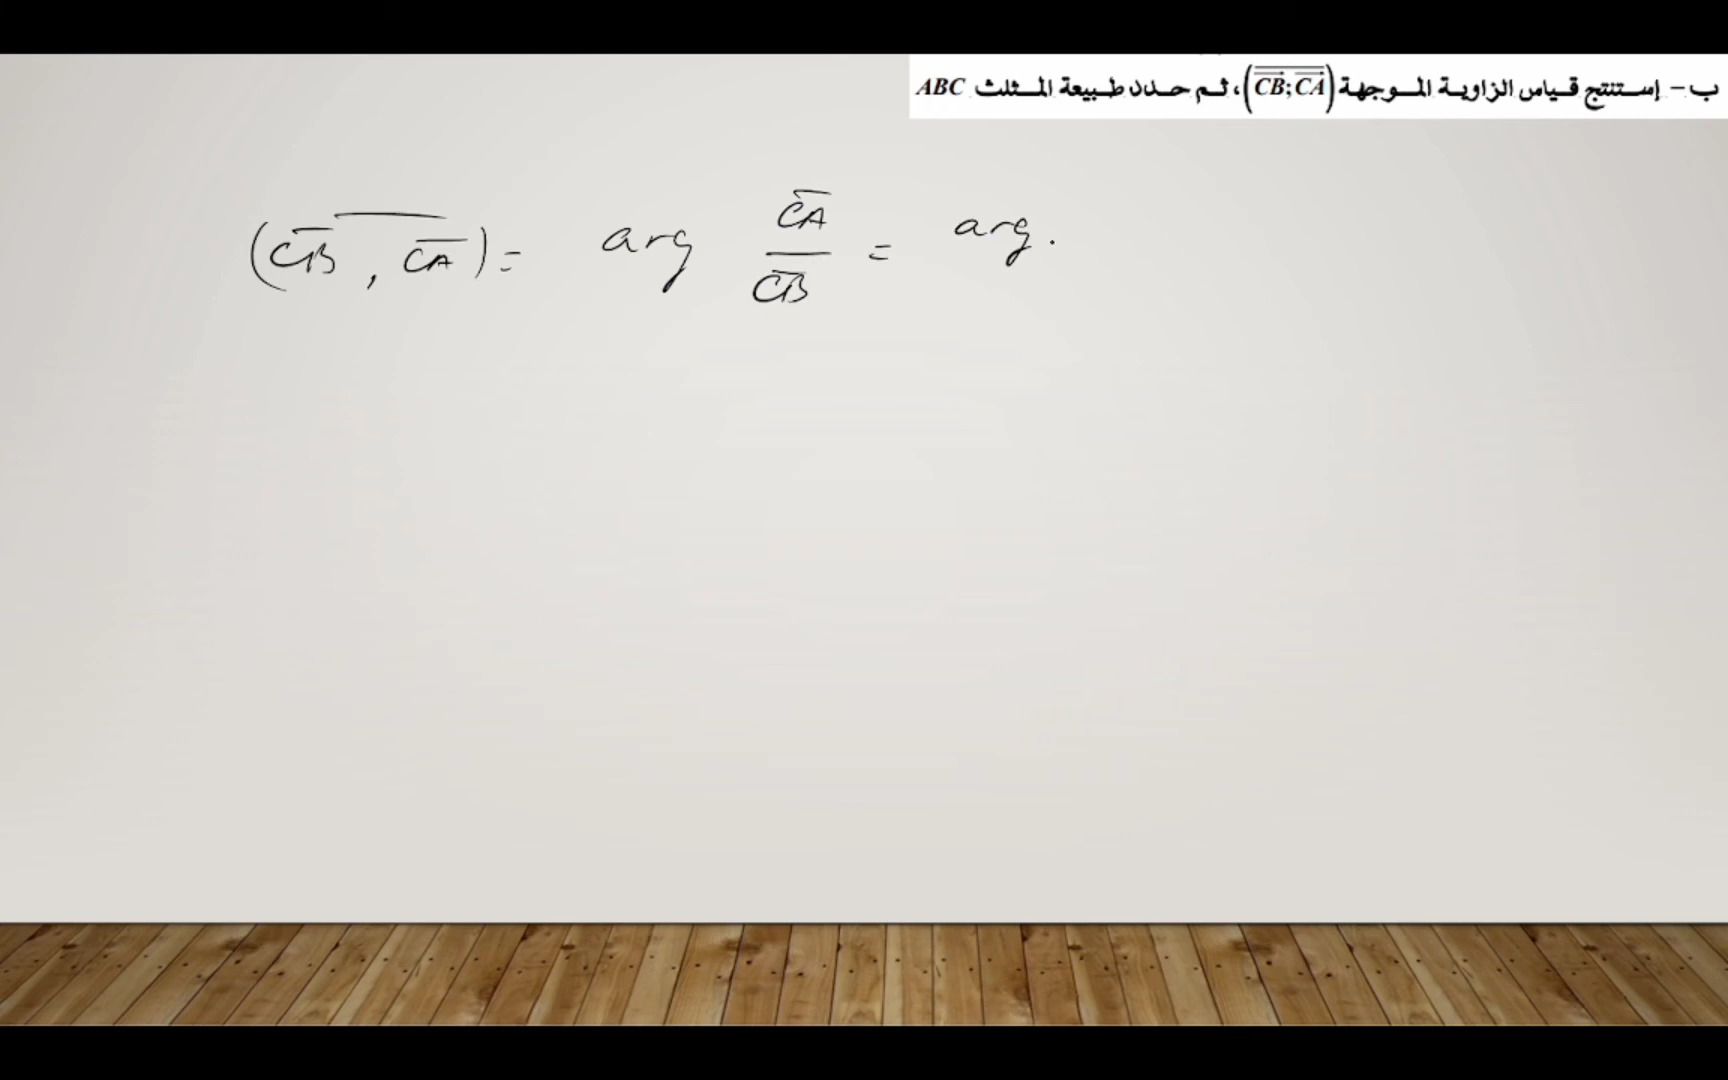 ب - إستنتج قياس الزاوية الموجهة (CB;CA)، ثم حدد طبيعة المثلث ABC
(CB , CA) = arg CA/CB = arg.